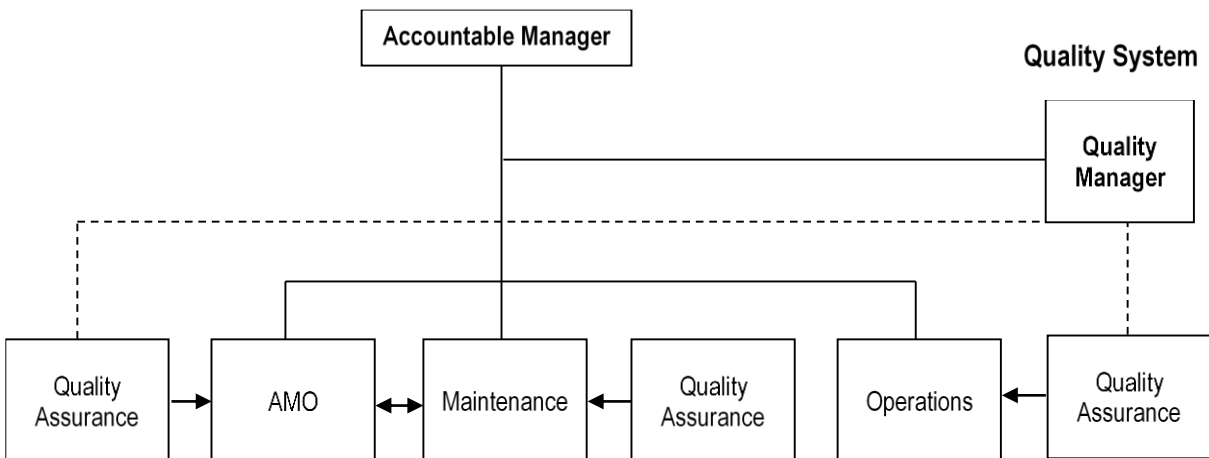 Accountable Manager
Quality System
Quality
Manager
Quality
Assurance
AMO
Maintenance
Quality
Assurance
Operations
Quality
Assurance